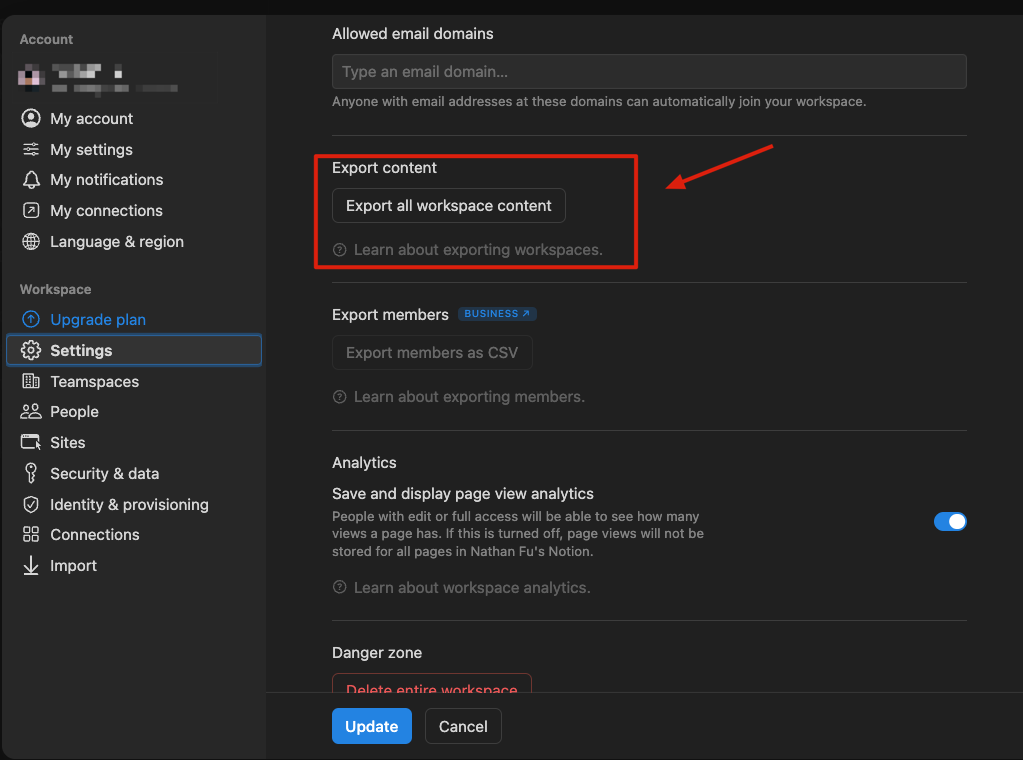 Account
My account
My settings
My notifications
My connections
Language & region
Workspace
Upgrade plan
Settings
Teamspaces
People
Sites
Security & data
Identity & provisioning
Connections
Import
Allowed email domains
Type an email domain...
Anyone with email addresses at these domains can automatically join your workspace.
Export content
Export all workspace content
Learn about exporting workspaces.
Export members BUSINESS ↗
Export members as CSV
Learn about exporting members.
Analytics
Save and display page view analytics
People with edit or full access will be able to see how many
views a page has. If this is turned off, page views will not be
stored for all pages in Nathan Fu's Notion.
Learn about workspace analytics.
Danger zone
Delete entire workspace
Update
Cancel